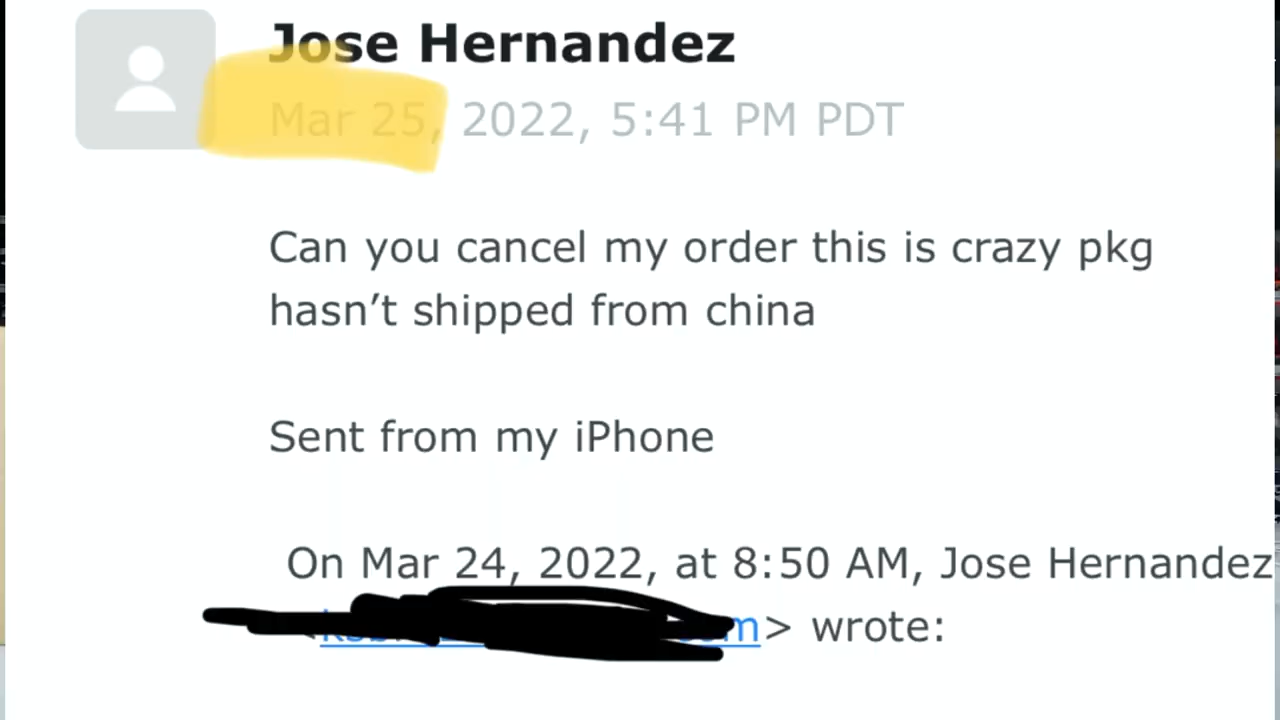 Jose Hernandez
Mar 25, 2022, 5:41 PM PDT
Can you cancel my order this is crazy pkg
hasn’t shipped from china
Sent from my iPhone
On Mar 24, 2022, at 8:50 AM, Jose Hernandez
> wrote: